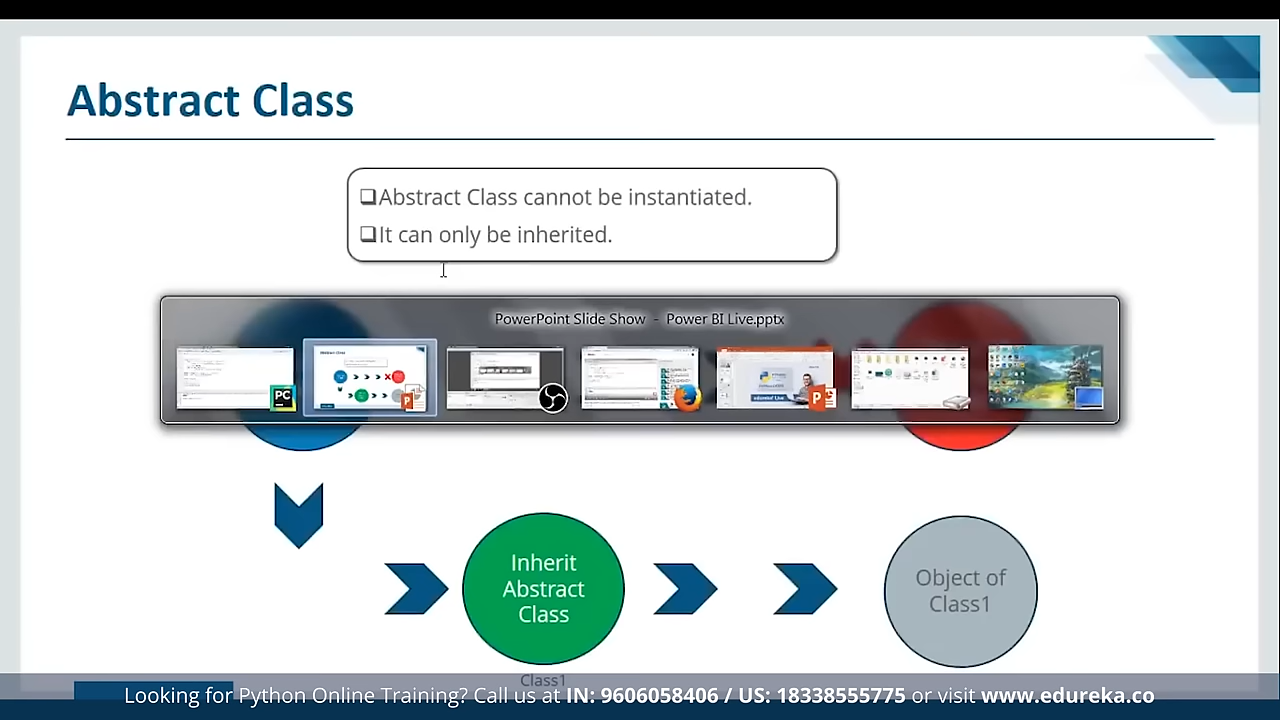 Abstract Class
❑Abstract Class cannot be instantiated.
❑It can only be inherited.
PowerPoint Slide Show - Power BI Live.pptx
PC
P
P
Inherit
Abstract
Class
Object of
Class1
Class1
Looking for Python Online Training? Call us at IN: 9606058406 / US: 18338555775 or visit www.edureka.co